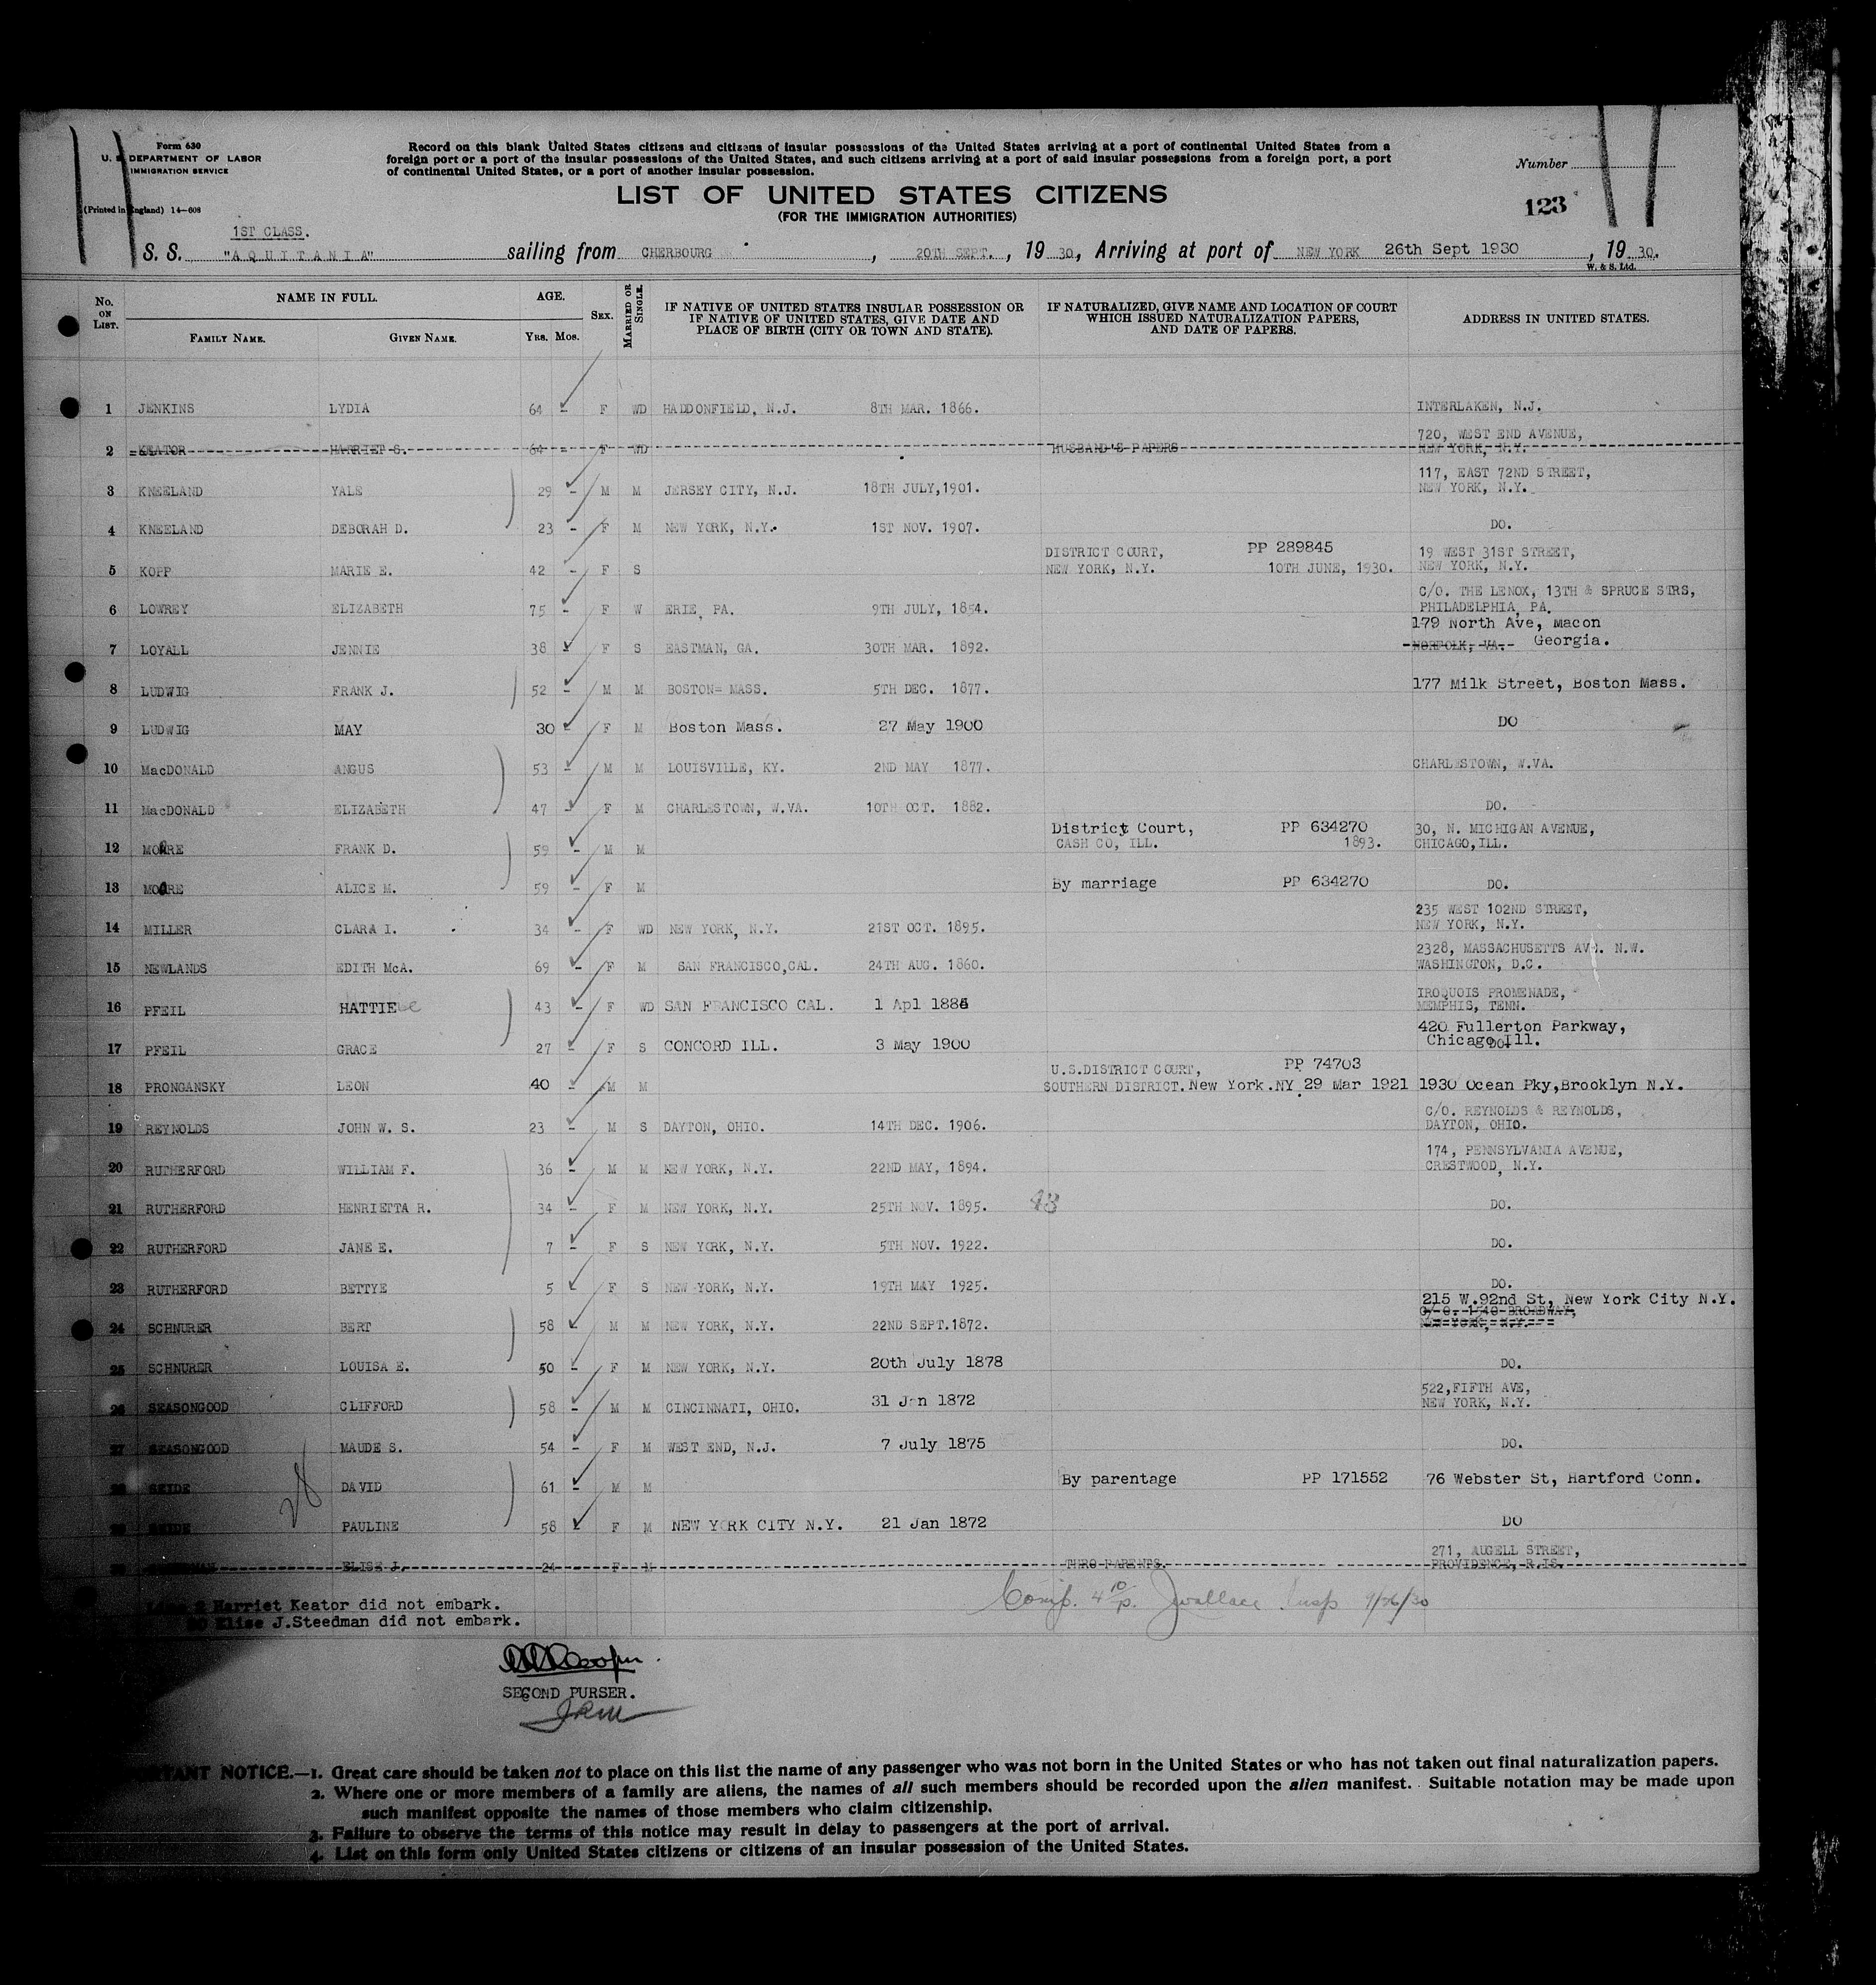 Form 630
U. S. DEPARTMENT OF LABOR
IMMIGRATION SERVICE
(Printed in England) 14—608
Record on this blank United States citizens and citizens of insular possessions of the United States arriving at a port of continental United States from a
foreign port or a port of the insular possessions of the United States, and such citizens arriving at a port of said insular possessions from a foreign port, a port
of continental United States, or a port of another insular possession.
Number
LIST OF UNITED STATES CITIZENS
(FOR THE IMMIGRATION AUTHORITIES)
123
1ST CLASS.
S. S. "AQUITANIA" sailing from CHERBOURG, 20TH SEPT., 19 30, Arriving at port of NEW YORK 26th Sept 1930, 19 30.
W. & S. Ltd.
No. ON LIST. NAME IN FULL. AGE. SEX. MARRIED OR SINGLE. IF NATIVE OF UNITED STATES INSULAR POSSESSION OR IF NATIVE OF UNITED STATES, GIVE DATE AND PLACE OF BIRTH (CITY OR TOWN AND STATE). IF NATURALIZED, GIVE NAME AND LOCATION OF COURT WHICH ISSUED NATURALIZATION PAPERS, AND DATE OF PAPERS. ADDRESS IN UNITED STATES.
FAMILY NAME. GIVEN NAME. YRS. MOS.
1 JENKINS LYDIA 64 - F WD HADDONFIELD, N.J. 8TH MAR. 1866. INTERLAKEN, N.J.
720, WEST END AVENUE,
2 KEATOR HARRIET S. 64 - F WD HUSBAND'S PAPERS NEW YORK, N.Y.
117, EAST 72ND STREET,
3 KNEELAND YALE 29 - M M JERSEY CITY, N.J. 18TH JULY,1901. NEW YORK, N.Y.
4 KNEELAND DEBORAH D. 23 - F M NEW YORK, N.Y. 1ST NOV. 1907. DO.
DISTRICT COURT, PP 289845 19 WEST 31ST STREET,
5 KOPP MARIE E. 42 - F S NEW YORK, N.Y. 10TH JUNE, 1930. NEW YORK, N.Y.
C/O. THE LENOX, 13TH & SPRUCE STRS,
6 LOWREY ELIZABETH 75 - F W ERIE, PA. 9TH JULY, 1854. PHILADELPHIA, PA.
179 North Ave, Macon
7 LOYALL JENNIE 38 - F S EASTMAN, GA. 30TH MAR. 1892. NORFOLK, VA. Georgia.
8 LUDWIG FRANK J. 52 - M M BOSTON= MASS. 5TH DEC. 1877. 177 Milk Street, Boston Mass.
9 LUDWIG MAY 30 F M Boston Mass. 27 May 1900 DO
10 MacDONALD ANGUS 53 - M M LOUISVILLE, KY. 2ND MAY 1877. CHARLESTOWN, W.VA.
11 MacDONALD ELIZABETH 47 - F M CHARLESTOWN, W.VA. 10TH OCT. 1882. DO.
District Court, PP 634270 30, N. MICHIGAN AVENUE,
12 MOARE FRANK D. 59 - M M CASH CO, ILL. 1893. CHICAGO,ILL.
13 MOARE ALICE M. 59 - F M By marriage PP 634270 DO.
235 WEST 102ND STREET,
14 MILLER CLARA I. 34 - F WD NEW YORK, N.Y. 21ST OCT. 1895. NEW YORK, N.Y.
2328, MASSACHUSETTS AVE. N.W.
15 NEWLANDS EDITH McA. 69 - F M SAN FRANCISCO,CAL. 24TH AUG. 1860. WASHINGTON, D.C.
IROQUOIS PROMENADE,
16 PFEIL HATTIE 43 - F WD SAN FRANCISCO CAL. 1 Apl 1886 MEMPHIS, TENN.
420 Fullerton Parkway,
17 PFEIL GRACE 27 - F S CONCORD ILL. 3 May 1900 Chicago Ill. DO.
U.S.DISTRICT COURT, PP 74703
18 PRONGANSKY LEON 40 - M M SOUTHERN DISTRICT. New York.NY 29 Mar 1921 1930 Ocean Pky,Brooklyn N.Y.
C/O. REYNOLDS & REYNOLDS,
19 REYNOLDS JOHN W. S. 23 - M S DAYTON, OHIO. 14TH DEC. 1906. DAYTON, OHIO.
174, PENNSYLVANIA AVENUE,
20 RUTHERFORD WILLIAM F. 36 - M M NEW YORK, N.Y. 22ND MAY, 1894. CRESTWOOD, N.Y.
21 RUTHERFORD HENRIETTA R. 34 - F M NEW YORK, N.Y. 25TH NOV. 1895. DO.
22 RUTHERFORD JANE E. 7 - F S NEW YORK, N.Y. 5TH NOV. 1922. DO.
23 RUTHERFORD BETTYE 5 - F S NEW YORK, N.Y. 19TH MAY 1925. DO.
215 W.92nd St, New York City N.Y.
C/O. 1540 BROADWAY,
24 SCHNURER BERT 58 - M M NEW YORK, N.Y. 22ND SEPT.1872. NEW YORK, N.Y.
25 SCHNURER LOUISA E. 50 - F M NEW YORK, N.Y. 20th July 1878 DO.
522,FIFTH AVE,
26 SEASONGOOD CLIFFORD 58 - M M CINCINNATI, OHIO. 31 Jan 1872 NEW YORK, N.Y.
27 SEASONGOOD MAUDE S. 54 - F M WEST END, N.J. 7 July 1875 DO.
28 SEIDE DAVID 61 - M M By parentage PP 171552 76 Webster St, Hartford Conn.
29 SEIDE PAULINE 58 - F M NEW YORK CITY N.Y. 21 Jan 1872 DO
271, AUGELL STREET,
ELISE J. 24 - F M THRO PARENTS. PROVIDENCE, R.IS.
28
Line 2 Harriet Keator did not embark.
30 Elise J.Steedman did not embark.
Comp. 4 10/p. Jwallace Insp 9/26/30
SECOND PURSER.
IMPORTANT NOTICE.—1. Great care should be taken not to place on this list the name of any passenger who was not born in the United States or who has not taken out final naturalization papers.
2. Where one or more members of a family are aliens, the names of all such members should be recorded upon the alien manifest. Suitable notation may be made upon
such manifest opposite the names of those members who claim citizenship.
3. Failure to observe the terms of this notice may result in delay to passengers at the port of arrival.
4. List on this form only United States citizens or citizens of an insular possession of the United States.